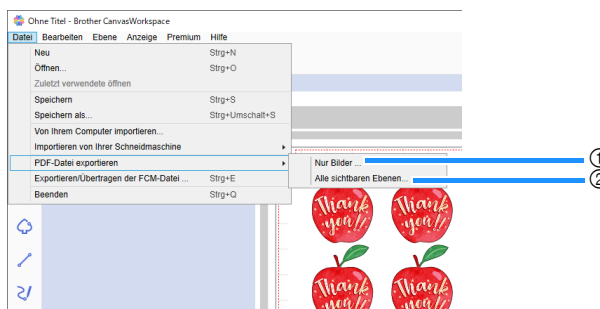 Ohne Titel - Brother CanvasWorkspace
Datei Bearbeiten Ebene Anzeige Premium Hilfe
Neu Strg+N
Öffnen... Strg+O
Zuletzt verwendete öffnen
Speichern Strg+S
Speichern als... Strg+Umschalt+S
Von Ihrem Computer importieren...
Importieren von Ihrer Schneidmaschine
PDF-Datei exportieren
Nur Bilder ... ①
Exportieren/Übertragen der FCM-Datei ... Strg+E
Alle sichtbaren Ebenen... ②
Beenden Strg+Q
Thank you!! Thank you!!
Thank you!! Thank you!!